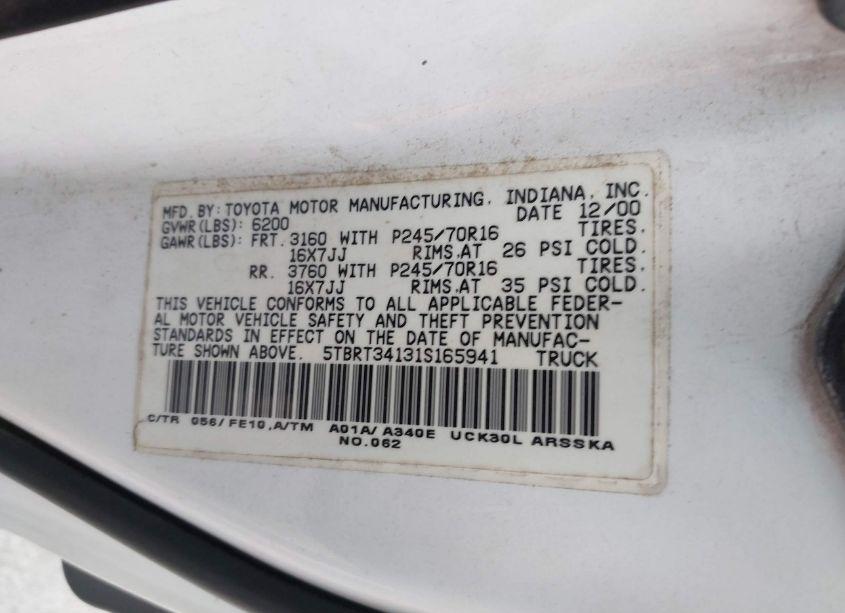 MFD. BY: TOYOTA MOTOR MANUFACTURING, INDIANA, INC.
GVWR(LBS): 6200 DATE 12/00
GAWR(LBS): FRT. 3160 WITH P245/70R16 TIRES.
16X7JJ RIMS.AT 26 PSI COLD.
RR. 3760 WITH P245/70R16 TIRES.
16X7JJ RIMS.AT 35 PSI COLD.
THIS VEHICLE CONFORMS TO ALL APPLICABLE FEDER-
AL MOTOR VEHICLE SAFETY AND THEFT PREVENTION
STANDARDS IN EFFECT ON THE DATE OF MANUFAC-
TURE SHOWN ABOVE. 5TBRT34131S165941 TRUCK
C/TR 056/FE10,A/TM A01A/A340E UCK30L ARSSKA
NO.062